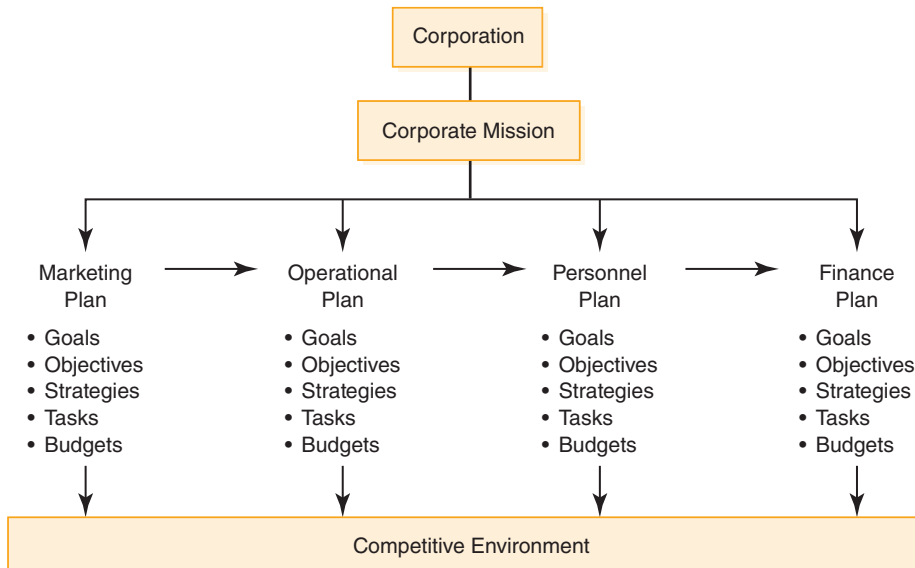 Corporation
Corporate Mission
Marketing
Plan
• Goals
• Objectives
• Strategies
• Tasks
• Budgets
Operational
Plan
• Goals
• Objectives
• Strategies
• Tasks
• Budgets
Personnel
Plan
• Goals
• Objectives
• Strategies
• Tasks
• Budgets
Finance
Plan
• Goals
• Objectives
• Strategies
• Tasks
• Budgets
Competitive Environment